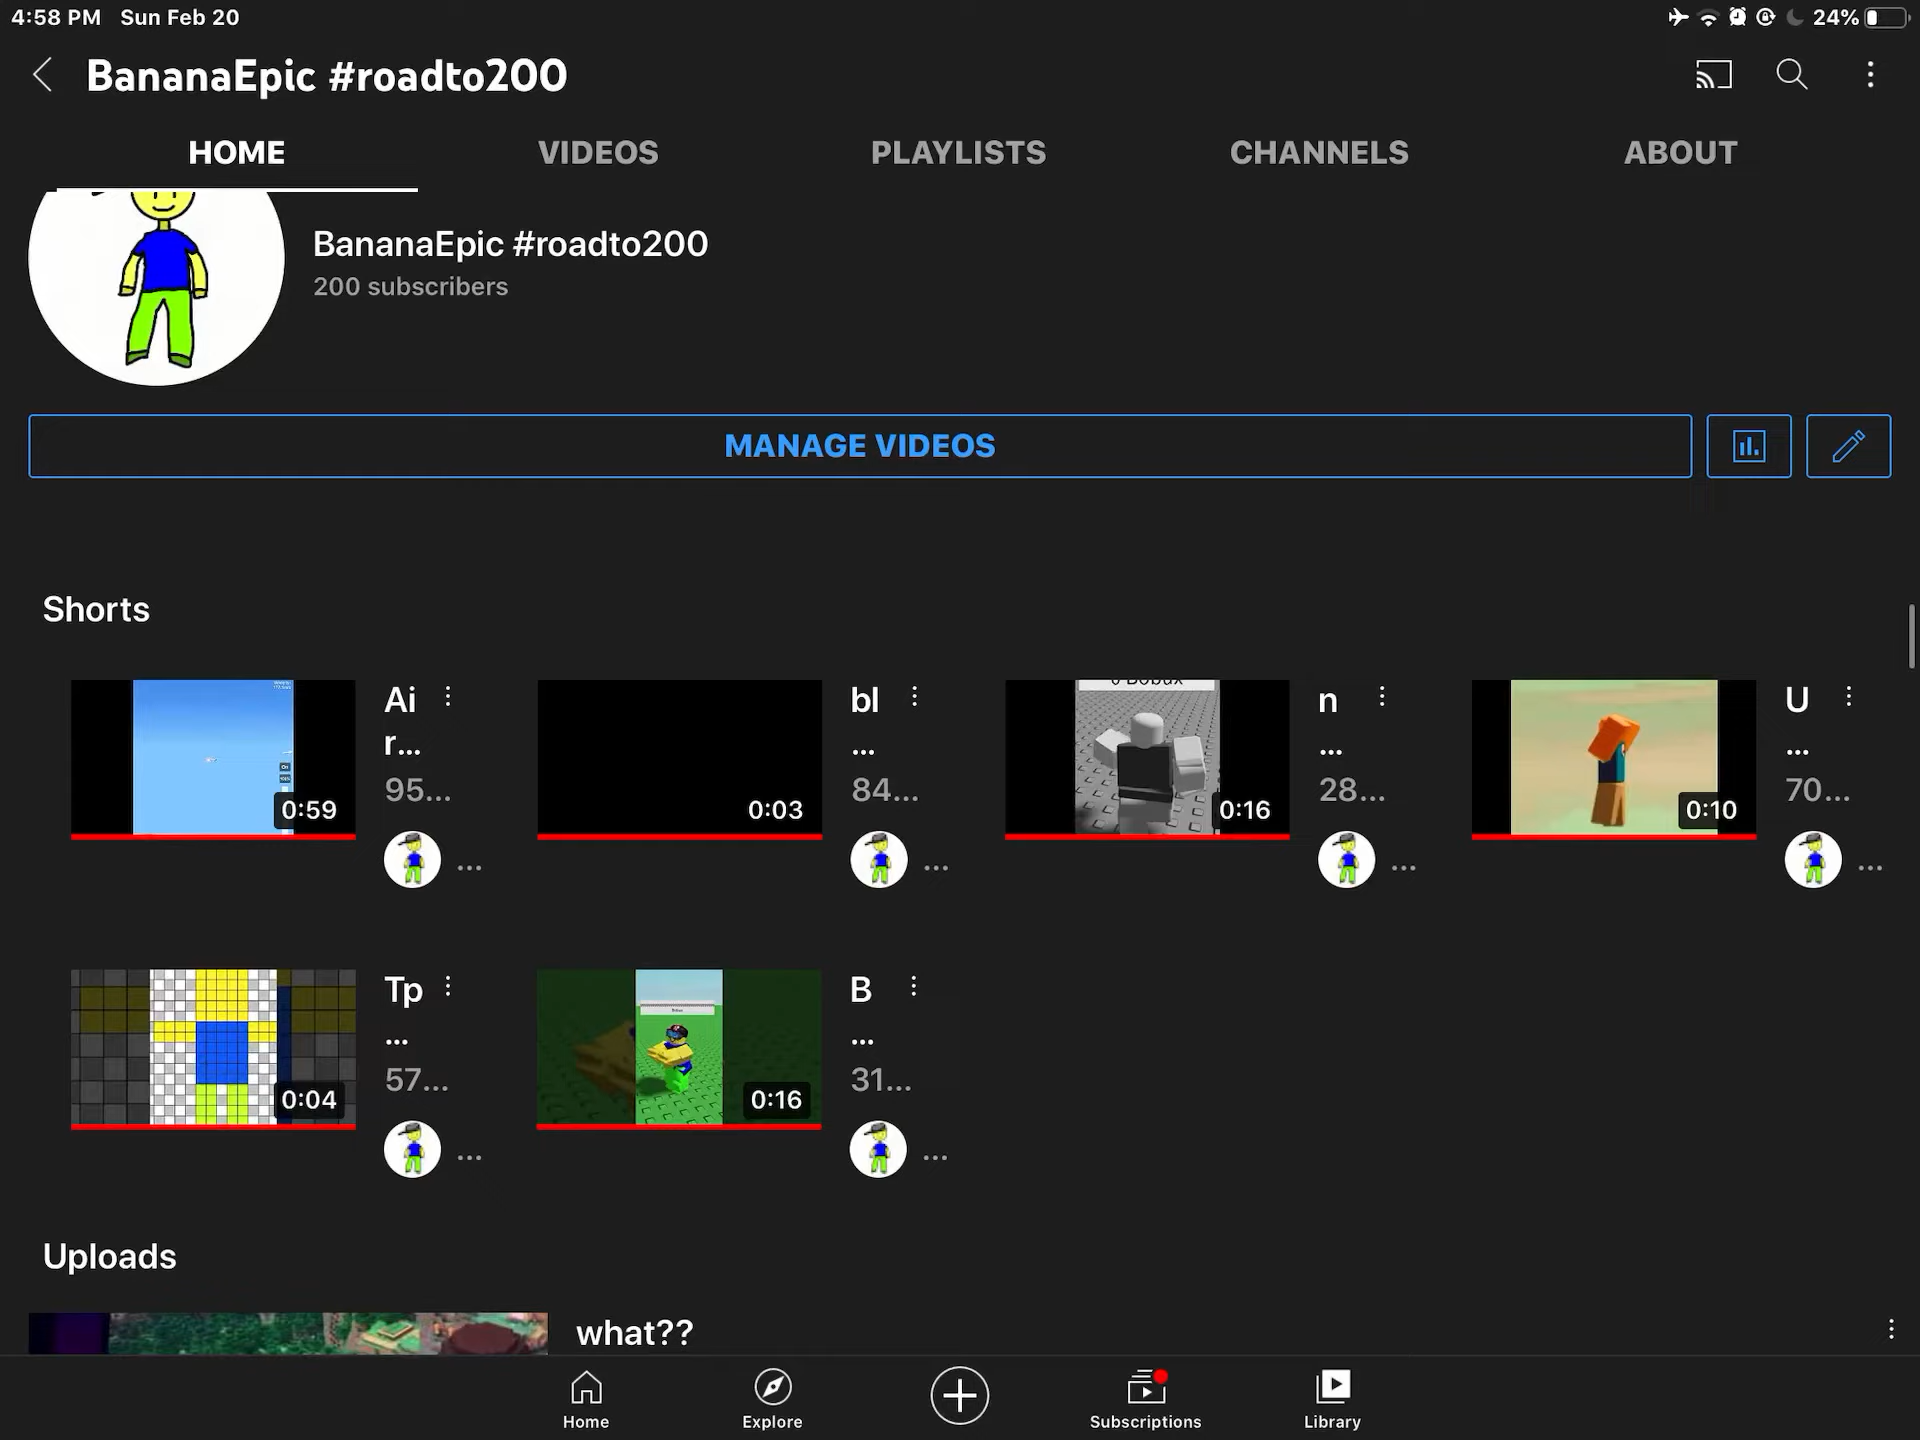 4:58 PM Sun Feb 20 24%
BananaEpic #roadto200
HOME VIDEOS PLAYLISTS CHANNELS ABOUT
BananaEpic #roadto200
200 subscribers
MANAGE VIDEOS
Shorts
Ai
r...
95...
0:59
bl
...
84...
0:03
...
0 Bobux
n
...
28...
0:16
...
U
...
70...
0:10
...
Tp
...
57...
0:04
...
B
...
31...
0:16
...
Uploads
what??
Home Explore Subscriptions Library